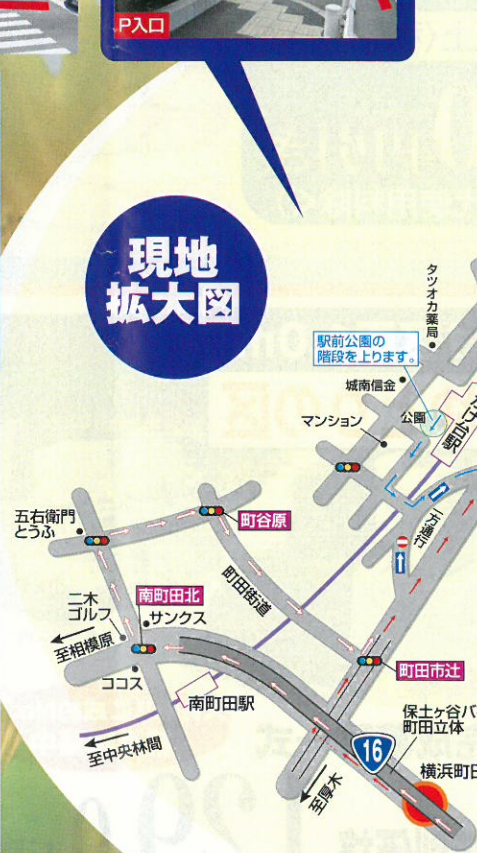 P入口
現地
拡大図
タツオカ薬局
駅前公園の
階段を上ります。
城南信金
マンション
公園
け台駅
一方通行
五右衛門
とうふ
町谷原
町田街道
二木
ゴルフ
南町田北
サンクス
至相模原
ココス
南町田駅
町田市辻
至中央林間
保土ヶ谷バ
町田立体
16
横浜町田
至厚木